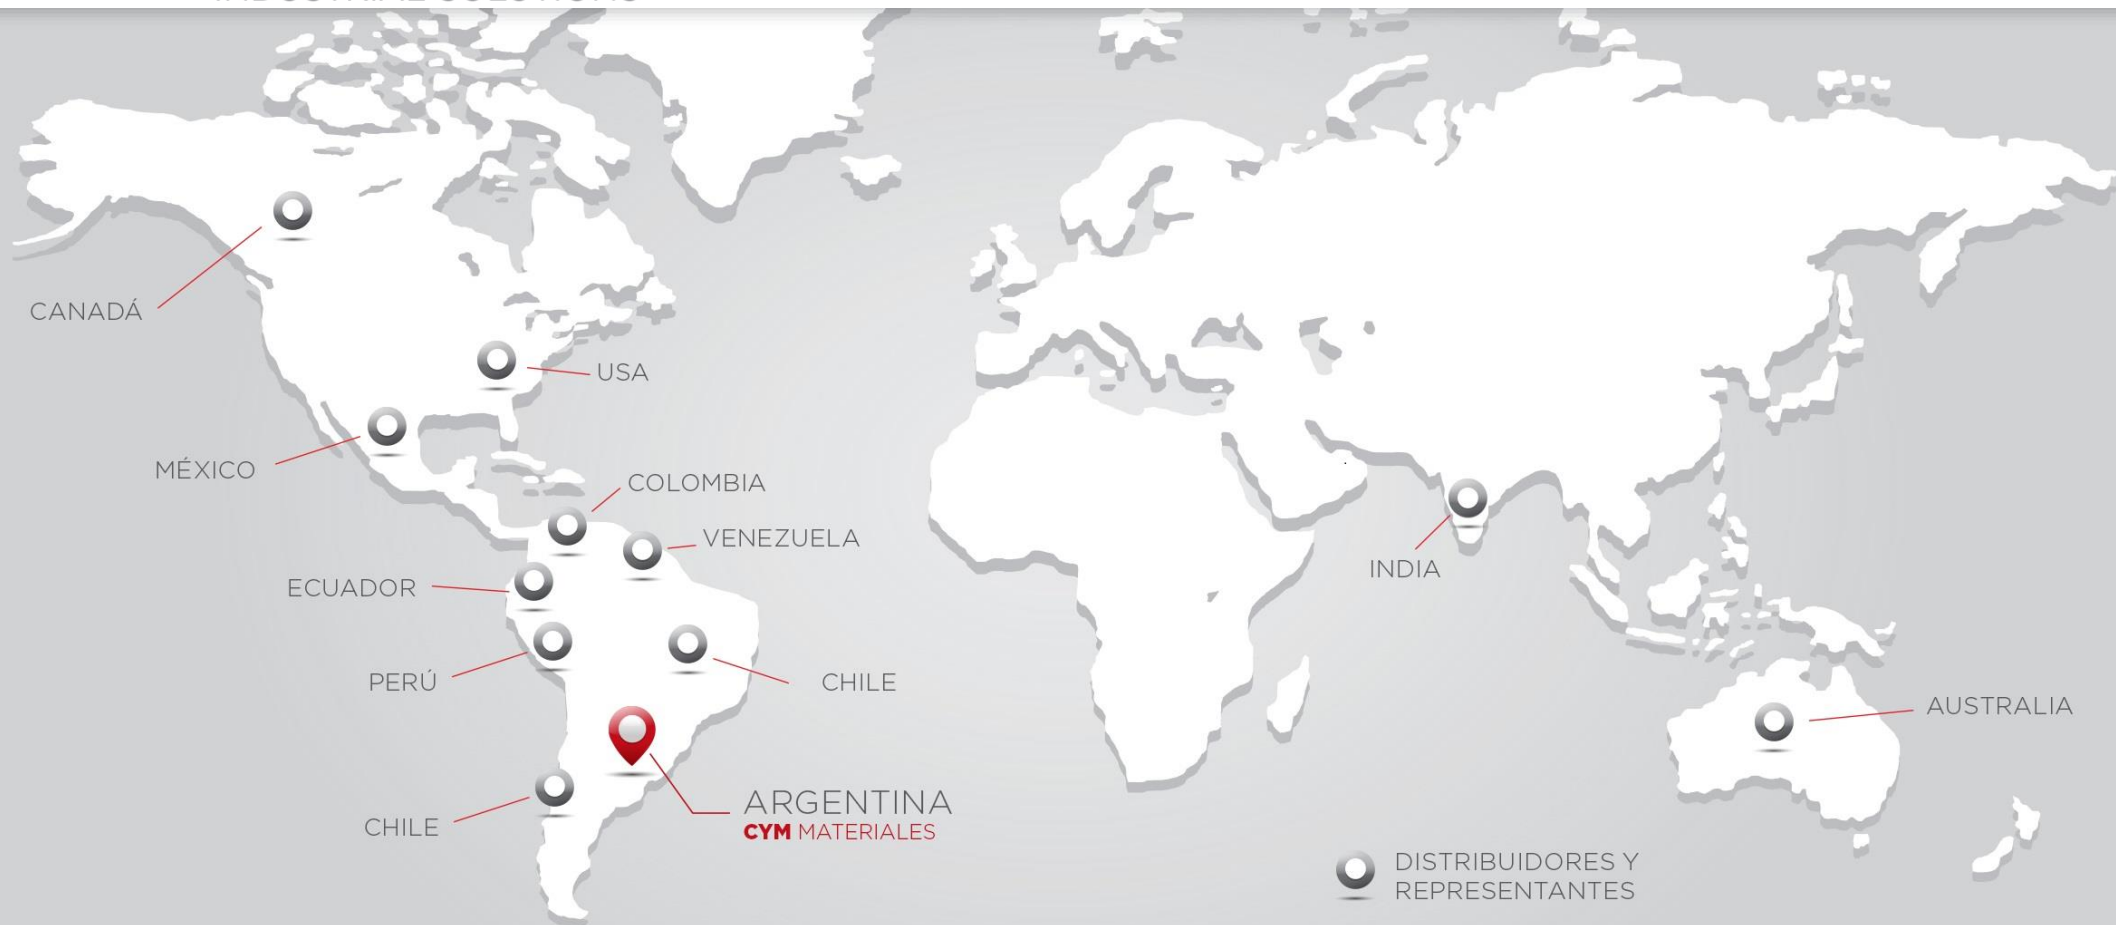 CANADÁ
USA
MÉXICO
COLOMBIA
VENEZUELA
ECUADOR
INDIA
PERÚ
CHILE
AUSTRALIA
ARGENTINA
CYM MATERIALES
CHILE
DISTRIBUIDORES Y
REPRESENTANTES